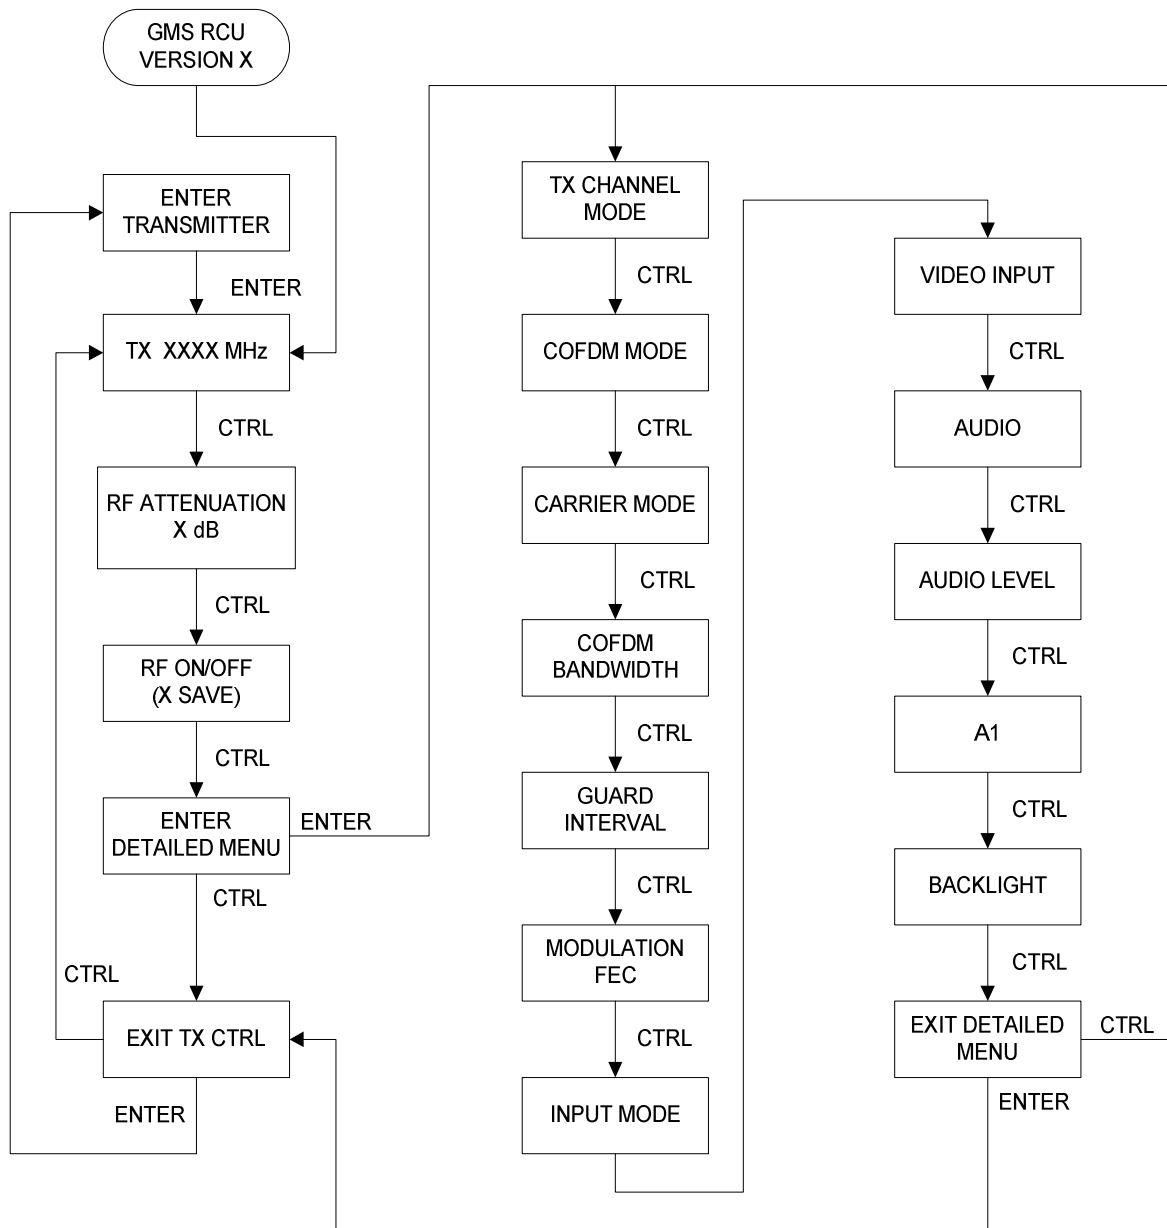 GMS RCU
VERSION X
ENTER
TRANSMITTER
ENTER
TX  XXXX MHz
CTRL
RF ATTENUATION
X dB
CTRL
RF ON/OFF
(X SAVE)
CTRL
ENTER
DETAILED MENU
ENTER
CTRL
CTRL
EXIT TX CTRL
ENTER
TX CHANNEL
MODE
CTRL
COFDM MODE
CTRL
CARRIER MODE
CTRL
COFDM
BANDWIDTH
CTRL
GUARD
INTERVAL
CTRL
MODULATION
FEC
CTRL
INPUT MODE
VIDEO INPUT
CTRL
AUDIO
CTRL
AUDIO LEVEL
CTRL
A1
CTRL
BACKLIGHT
CTRL
EXIT DETAILED
MENU
CTRL
ENTER